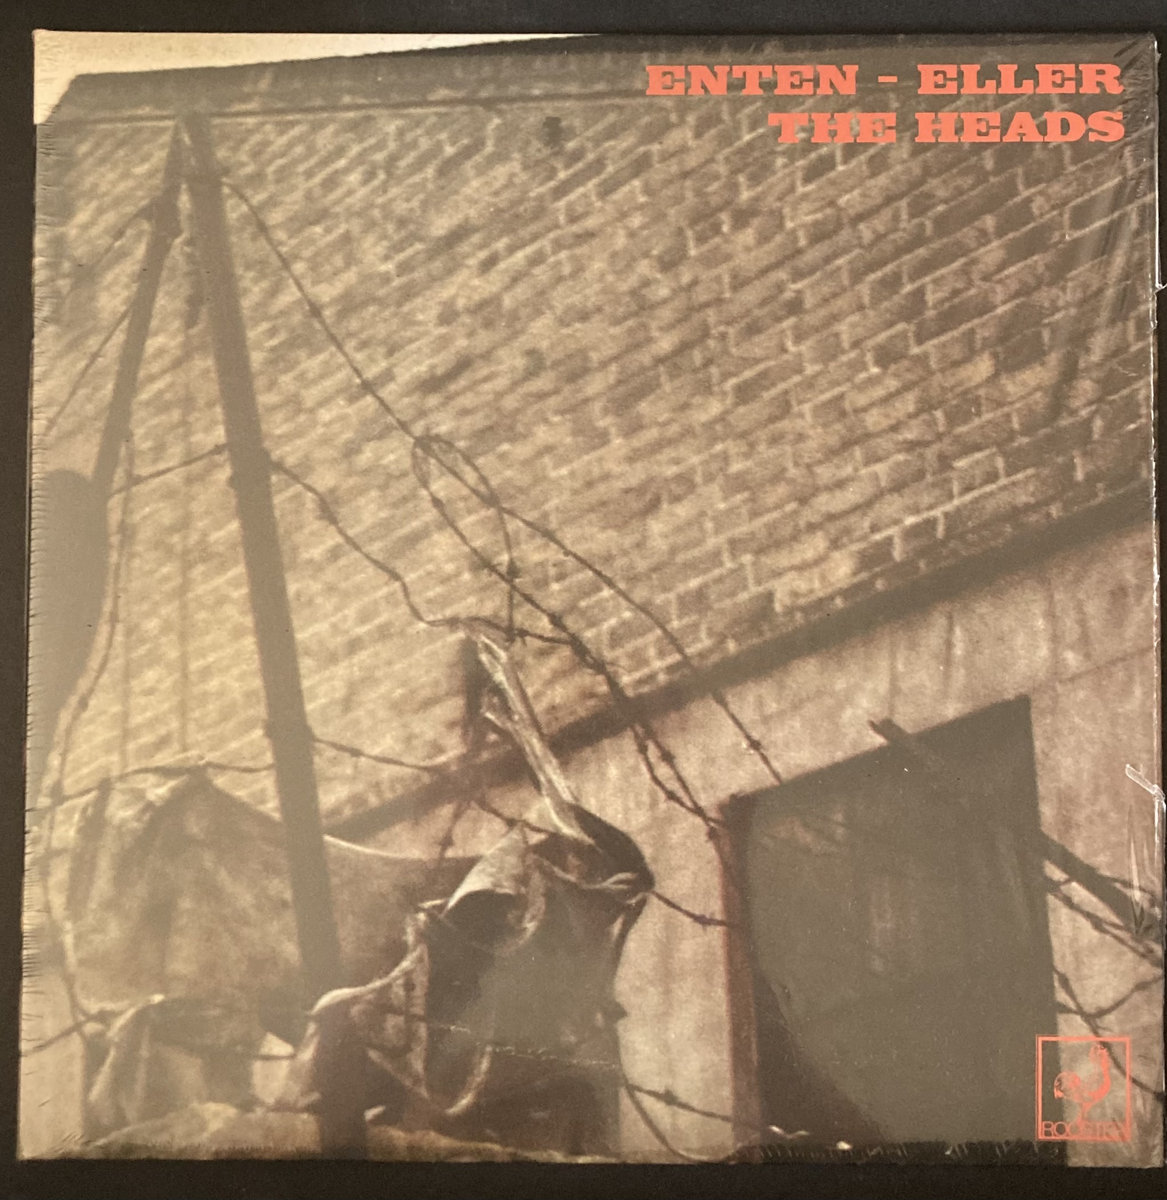 ENTEN - ELLER
THE HEADS
ROOSTER